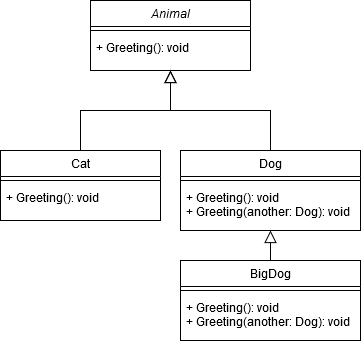 Animal
+ Greeting(): void
Cat
+ Greeting(): void
Dog
+ Greeting(): void
+ Greeting(another: Dog): void
BigDog
+ Greeting(): void
+ Greeting(another: Dog): void